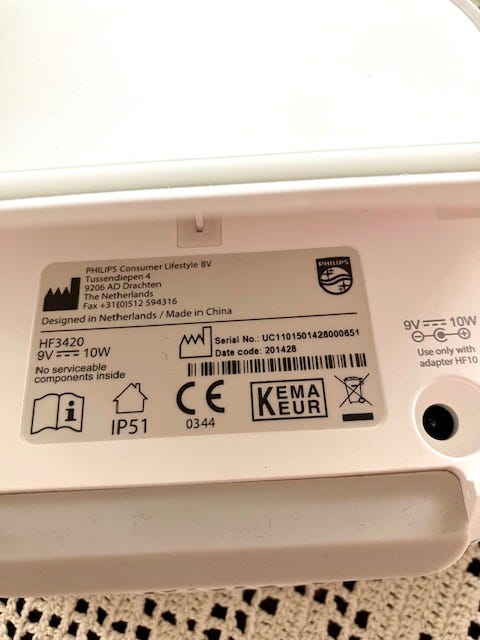 PHILIPS Consumer Lifestyle BV
Tussendiepen 4
9206 AD Drachten
The Netherlands
Fax +31(0)512 594316
Designed in Netherlands / Made in China
PHILIPS
HF3420
9V 10W
No serviceable
components inside
Serial No.: UC1101501428000651
Date code: 201428
i
IP51
CE
0344
KEMA
KEUR
9V 10W
Use only with
adapter HF10